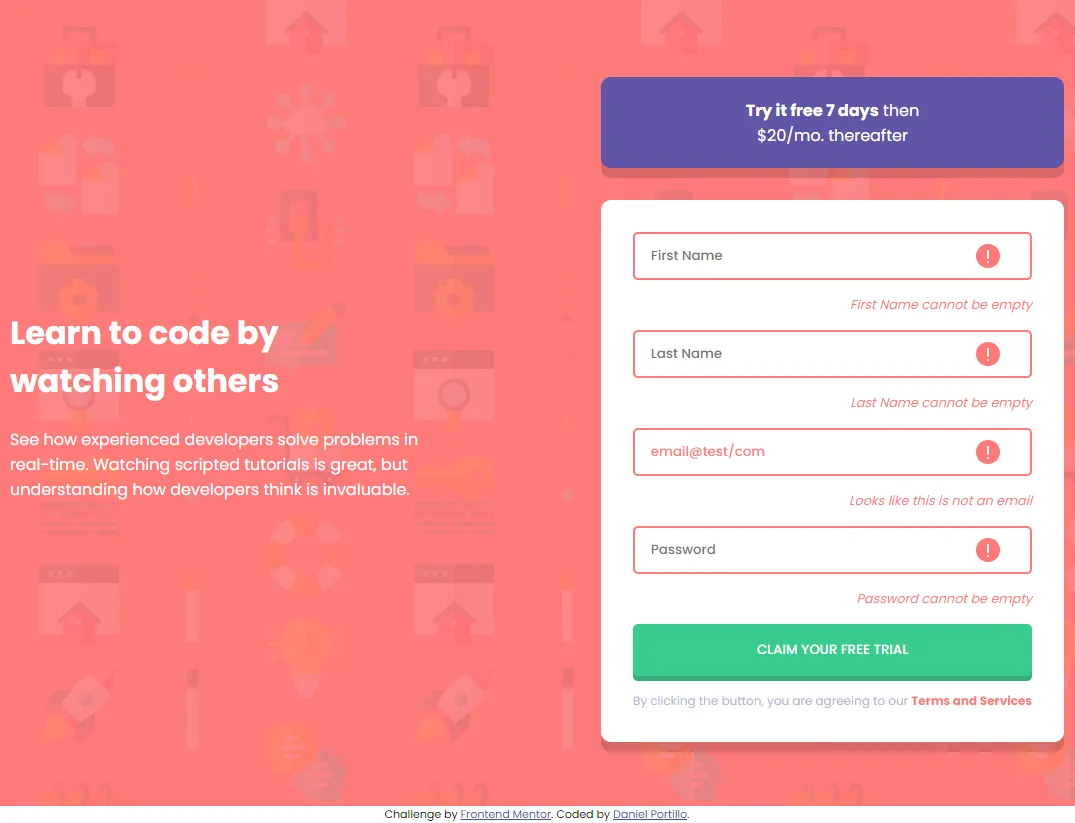 Learn to code by
watching others
See how experienced developers solve problems in
real-time. Watching scripted tutorials is great, but
understanding how developers think is invaluable.
Try it free 7 days then
$20/mo. thereafter
First Name
First Name cannot be empty
Last Name
Last Name cannot be empty
email@test/com
Looks like this is not an email
Password
Password cannot be empty
CLAIM YOUR FREE TRIAL
By clicking the button, you are agreeing to our Terms and Services
Challenge by Frontend Mentor. Coded by Daniel Portillo.